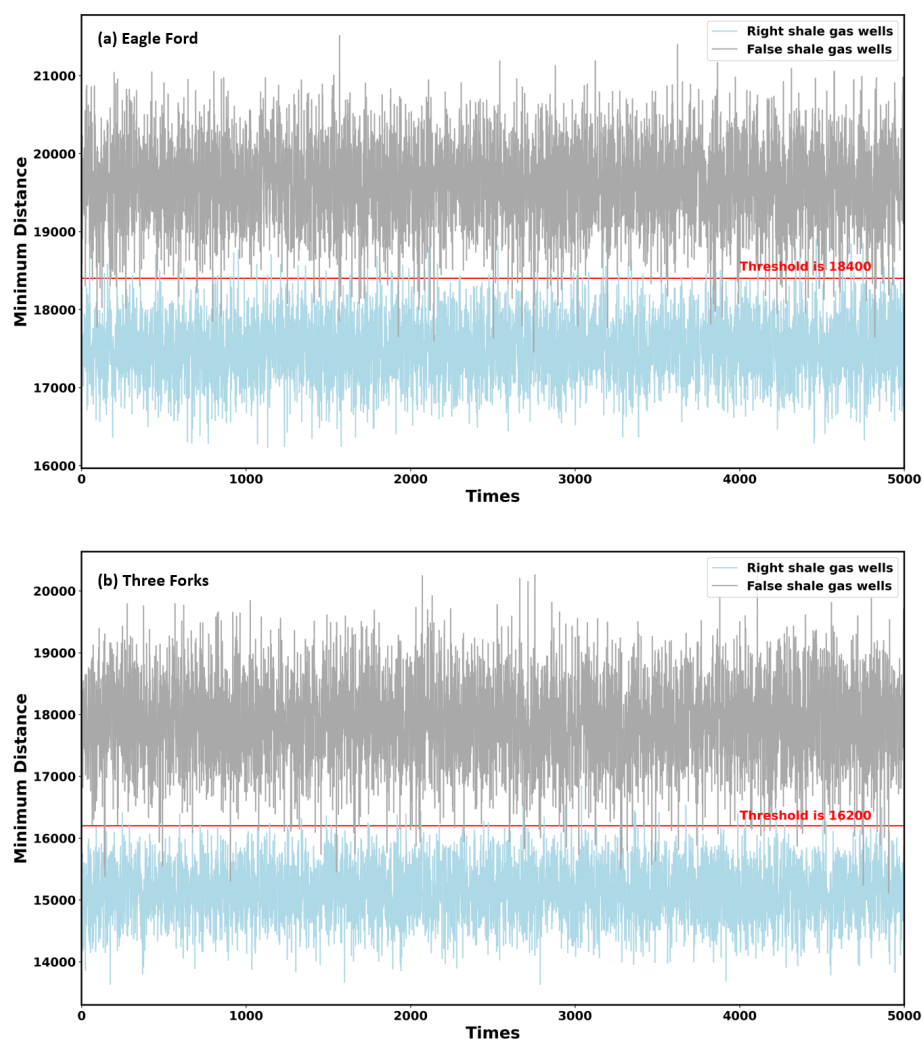 (a) Eagle Ford
Right shale gas wells
False shale gas wells
21000
20000
19000
Threshold is 18400
18000
17000
16000
Minimum Distance
0 1000 2000 3000 4000 5000
Times
(b) Three Forks
Right shale gas wells
False shale gas wells
20000
19000
18000
17000
Threshold is 16200
16000
15000
14000
Minimum Distance
0 1000 2000 3000 4000 5000
Times